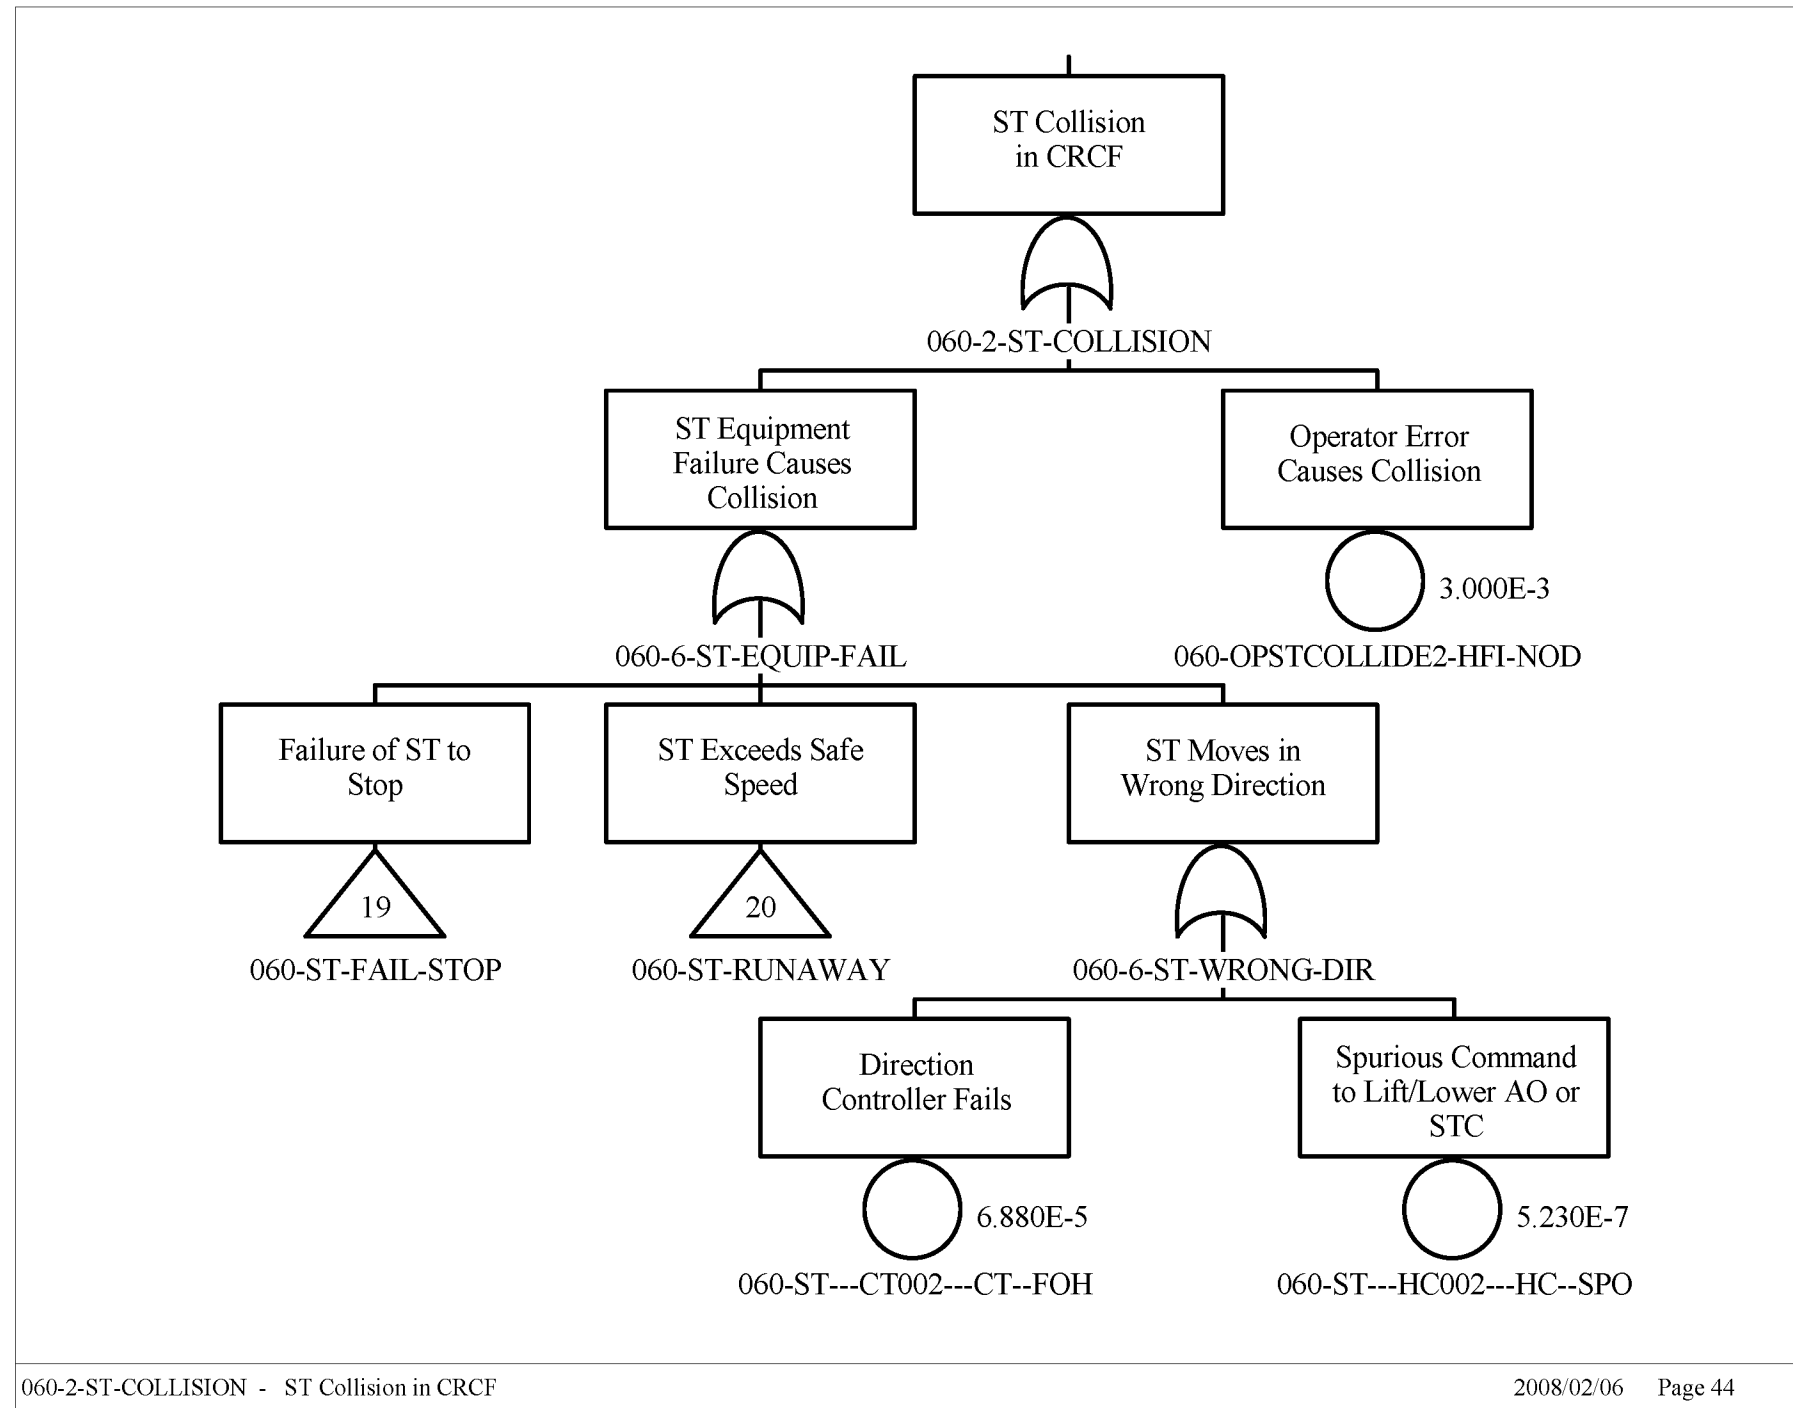 ST Collision
in CRCF
060-2-ST-COLLISION
ST Equipment
Failure Causes
Collision
Operator Error
Causes Collision
3.000E-3
060-6-ST-EQUIP-FAIL
060-OPSTCOLLIDE2-HFI-NOD
Failure of ST to
Stop
ST Exceeds Safe
Speed
ST Moves in
Wrong Direction
19
20
060-ST-FAIL-STOP
060-ST-RUNAWAY
060-6-ST-WRONG-DIR
Direction
Controller Fails
Spurious Command
to Lift/Lower AO or
STC
6.880E-5
5.230E-7
060-ST---CT002---CT--FOH
060-ST---HC002---HC--SPO
060-2-ST-COLLISION - ST Collision in CRCF
2008/02/06 Page 44